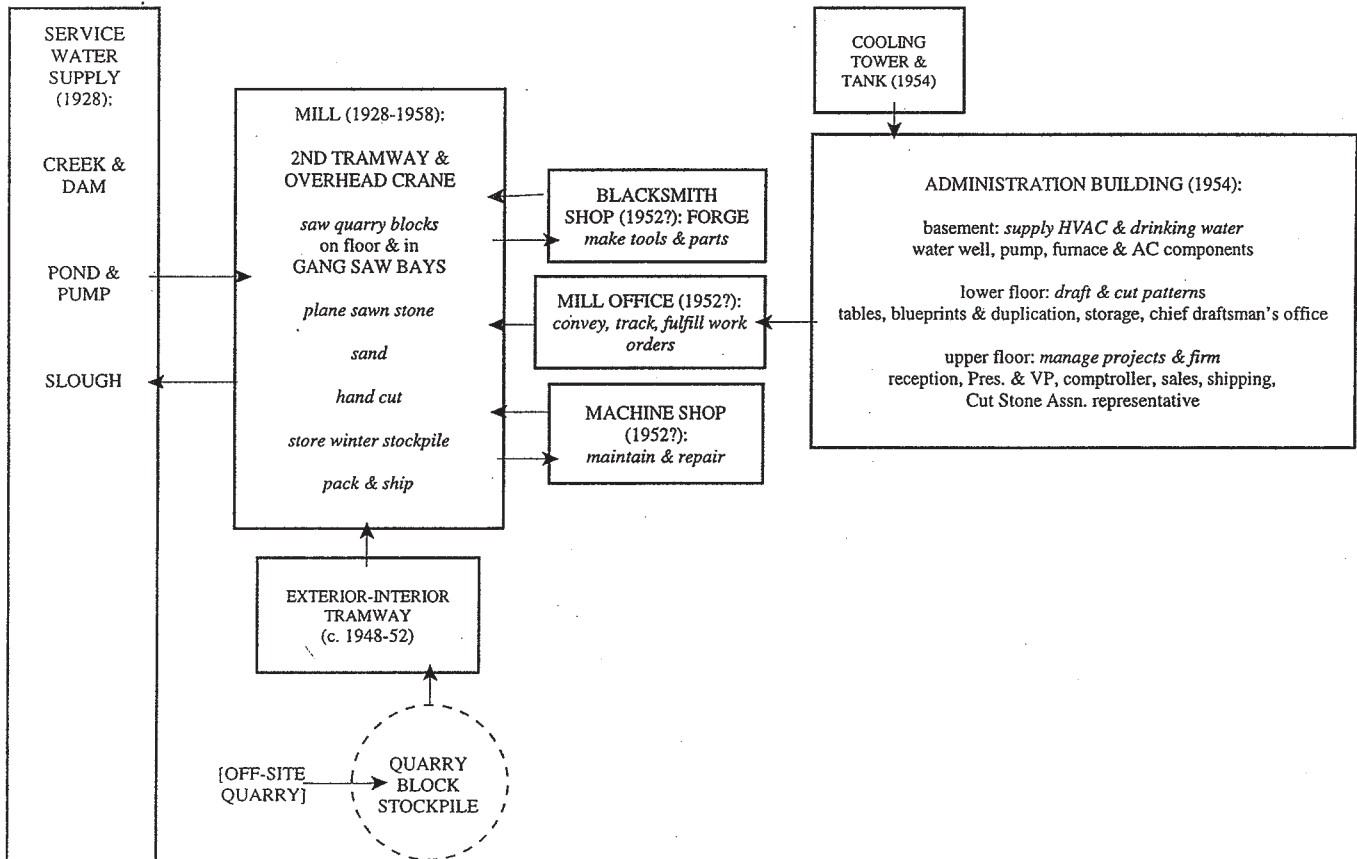 SERVICE
WATER
SUPPLY
(1928):
CREEK &
DAM
POND &
PUMP
SLOUGH
MILL (1928-1958):
2ND TRAMWAY &
OVERHEAD CRANE
saw quarry blocks
on floor & in
GANG SAW BAYS
plane sawn stone
sand
hand cut
store winter stockpile
pack & ship
EXTERIOR-INTERIOR
TRAMWAY
(c. 1948-52)
[OFF-SITE
QUARRY]
QUARRY
BLOCK
STOCKPILE
BLACKSMITH
SHOP (1952?): FORGE
make tools & parts
MILL OFFICE (1952?):
convey, track, fulfill work
orders
MACHINE SHOP
(1952?):
maintain & repair
COOLING
TOWER &
TANK (1954)
ADMINISTRATION BUILDING (1954):
basement: supply HVAC & drinking water
water well, pump, furnace & AC components
lower floor: draft & cut patterns
tables, blueprints & duplication, storage, chief draftsman's office
upper floor: manage projects & firm
reception, Pres. & VP, comptroller, sales, shipping,
Cut Stone Assn. representative